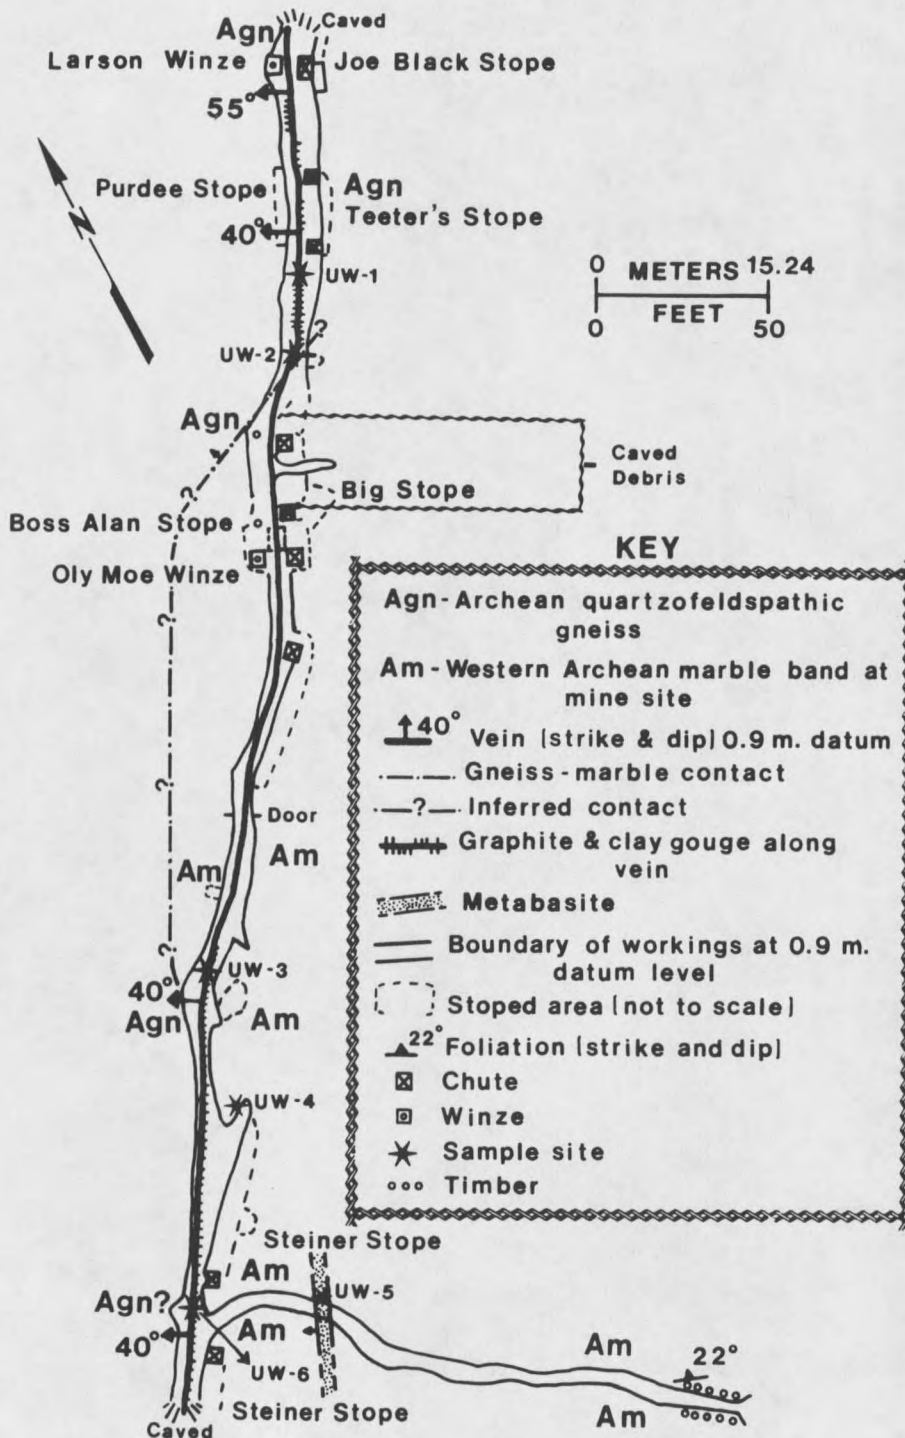 Agn
Caved
Larson Winze
Joe Black Stope
55°
N
Purdee Stope
Agn
Teeter's Stope
40°
UW-1
0 METERS 15.24
FEET
0 50
?
UW-2
Agn
Caved
Debris
?
Big Stope
Boss Alan Stope
Oly Moe Winze
?
?
Door
Am
Am
?
UW-3
40°
Agn
Am
UW-4
KEY
Agn-Archean quartzofeldspathic
gneiss
Am-Western Archean marble band at
mine site
40° Vein (strike & dip) 0.9 m. datum
Gneiss-marble contact
? Inferred contact
Graphite & clay gouge along
vein
Metabasite
Boundary of workings at 0.9 m.
datum level
Stoped area (not to scale)
22° Foliation (strike and dip)
Chute
Winze
Sample site
Timber
Steiner Stope
Am
UW-5
Agn?
Am
40°
UW-6
Steiner Stope
Caved
Am
22°
Am